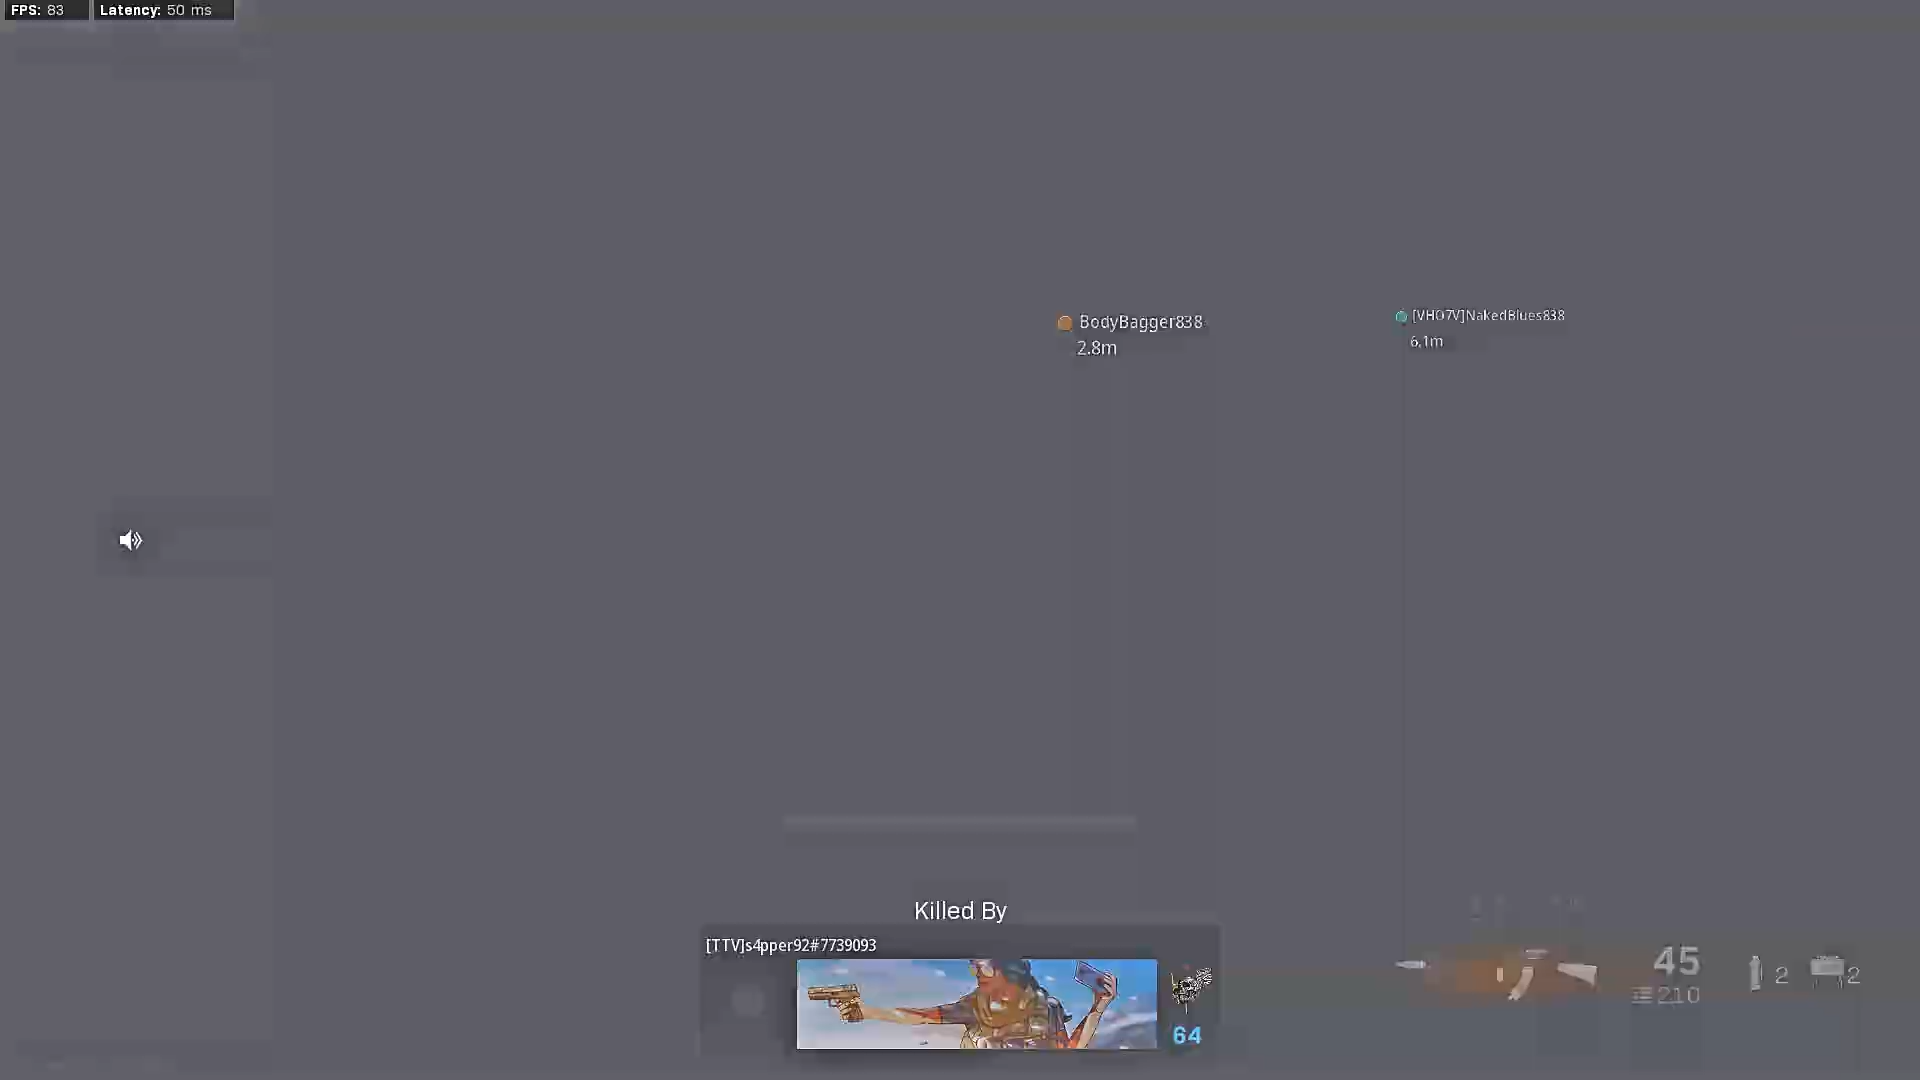 FPS: 83
Latency: 50 ms
BodyBagger838
2.8m
[VHO7V]NakedBlues838
6.1m
Killed By
[TTV]s4pper92#7739093
64
45
210
2
2